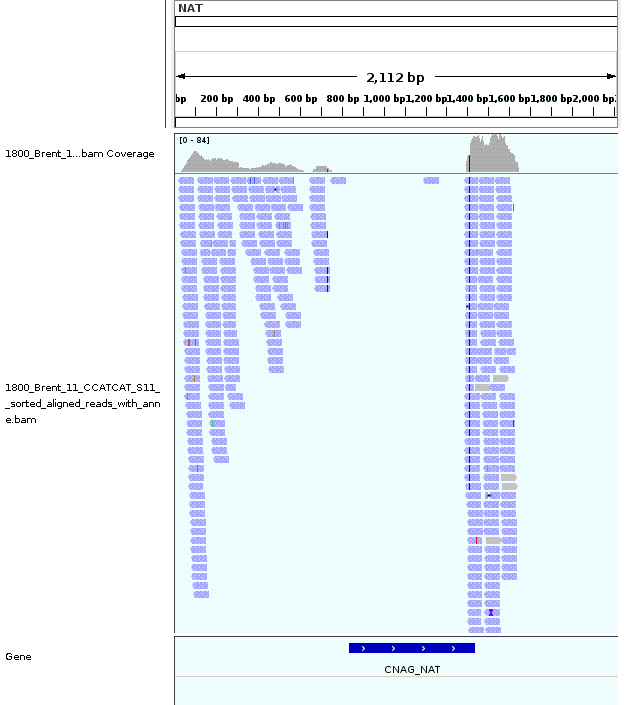 NAT
2,112 bp
bp 200 bp 400 bp 600 bp 800 bp 1,000 bp 1,200 bp 1,400 bp 1,600 bp 1,800 bp 2,000 bp
[0 - 84]
1800_Brent_1...bam Coverage
1800_Brent_11_CCATCAT_S11_
_sorted_aligned_reads_with_ann
e.bam
Gene
CNAG_NAT